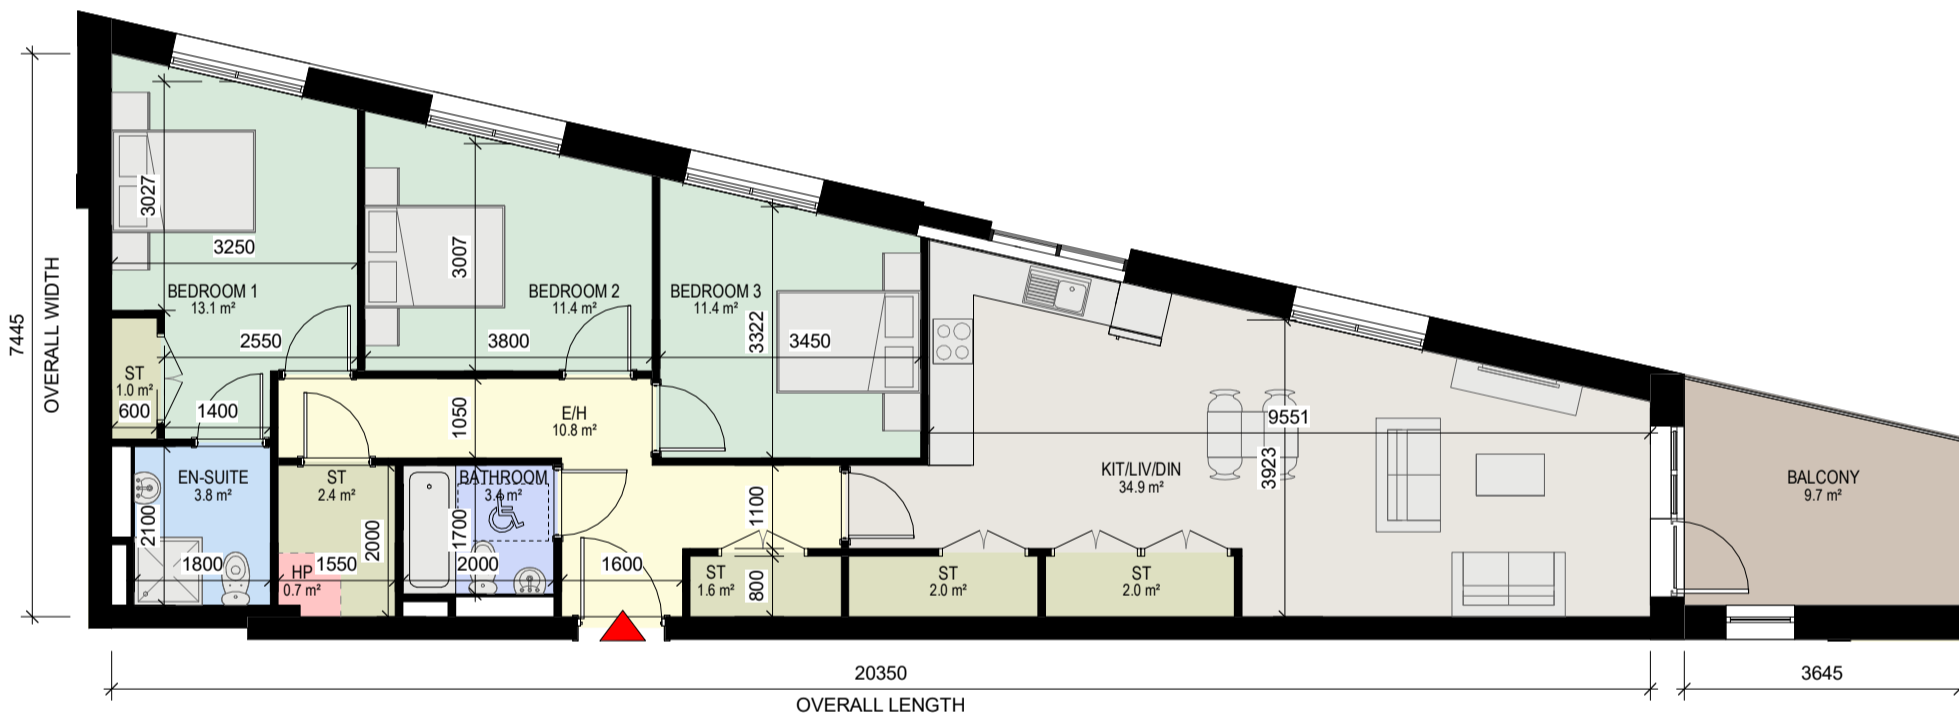 7445
OVERALL WIDTH
3027
3250
BEDROOM 1
13.1 m²
2550
ST
1.0 m²
600
1400
EN-SUITE
3.8 m²
2100
1800
3007
BEDROOM 2
11.4 m²
3800
1050
E/H
10.8 m²
ST
2.4 m²
2000
HP
0.7 m²
1550
BATHROOM
3.4 m²
1700
2000
1600
BEDROOM 3
11.4 m²
3322
3450
1100
ST
1.6 m²
800
ST
2.0 m²
ST
2.0 m²
9551
3923
KIT/LIV/DIN
34.9 m²
BALCONY
9.7 m²
20350
OVERALL LENGTH
3645